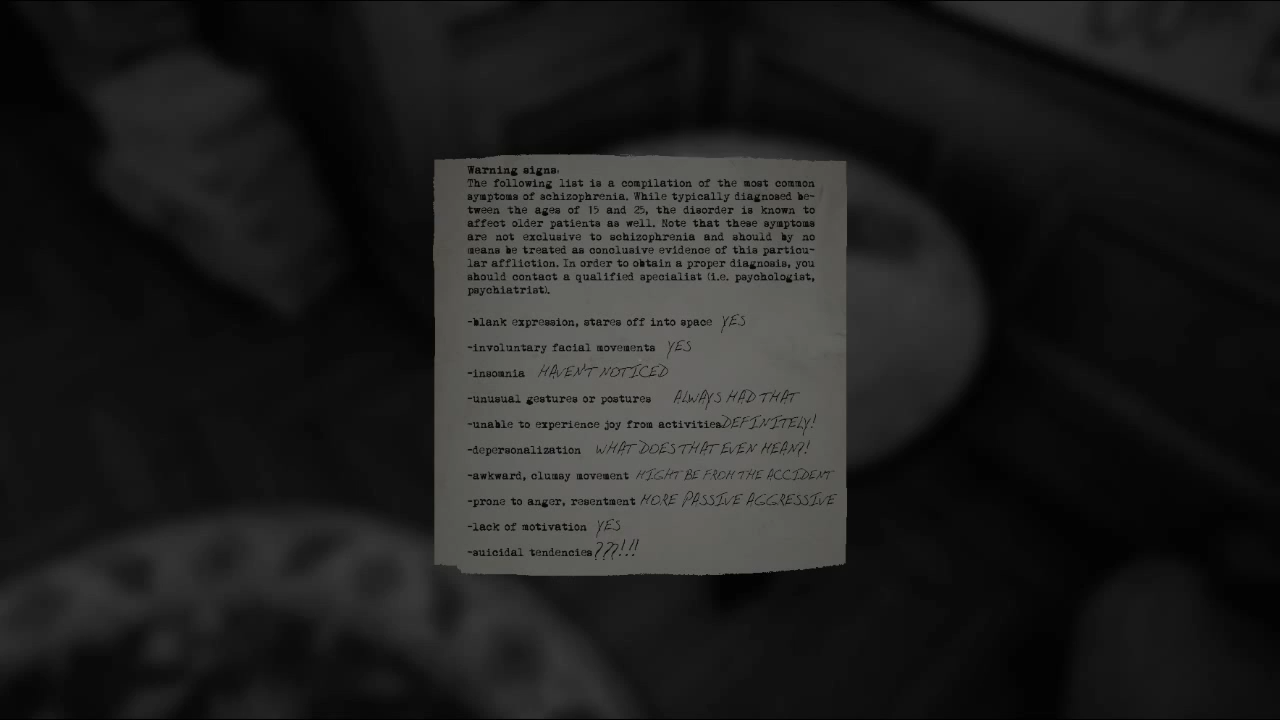 Warning signs.
The following list is a compilation of the most common
symptoms of schizophrenia. While typically diagnosed be-
tween the ages of 15 and 25, the disorder is known to
affect older patients as well. Note that these symptoms
are not exclusive to schizophrenia and should by no
means be treated as conclusive evidence of this particu-
lar affliction. In order to obtain a proper diagnosis, you
should contact a qualified specialist (i.e. psychologist,
psychiatrist).
-blank expression, stares off into space YES
-involuntary facial movements YES
-insomnia HAVEN'T NOTICED
-unusual gestures or postures ALWAYS HAD THAT
-unable to experience joy from activities DEFINITELY!
-depersonalization WHAT DOES THAT EVEN MEAN?!
-awkward, clumsy movement MIGHT BE FROM THE ACCIDENT
-prone to anger, resentment MORE PASSIVE AGGRESSIVE
-lack of motivation YES
-suicidal tendencies ???!!!